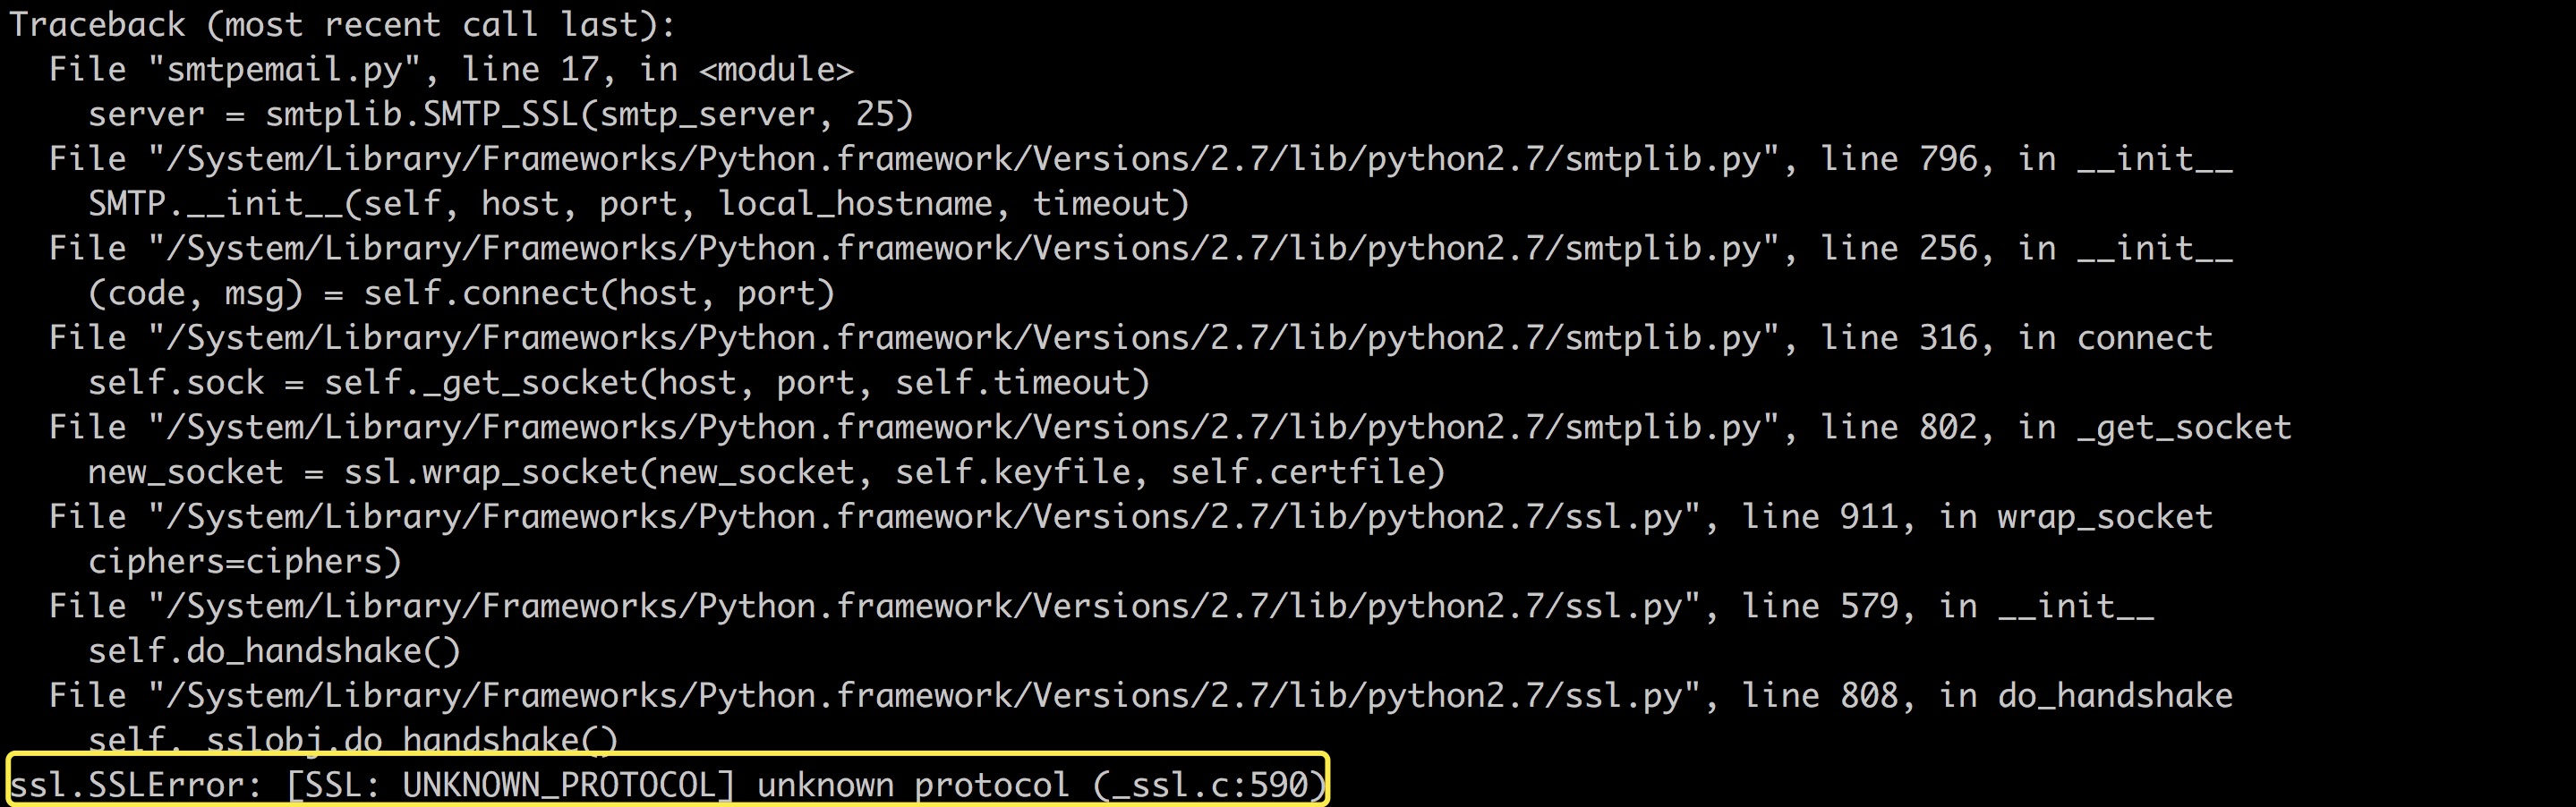 Traceback (most recent call last):
  File "smtpemail.py", line 17, in <module>
    server = smtplib.SMTP_SSL(smtp_server, 25)
  File "/System/Library/Frameworks/Python.framework/Versions/2.7/lib/python2.7/smtplib.py", line 796, in __init__
    SMTP.__init__(self, host, port, local_hostname, timeout)
  File "/System/Library/Frameworks/Python.framework/Versions/2.7/lib/python2.7/smtplib.py", line 256, in __init__
    (code, msg) = self.connect(host, port)
  File "/System/Library/Frameworks/Python.framework/Versions/2.7/lib/python2.7/smtplib.py", line 316, in connect
    self.sock = self._get_socket(host, port, self.timeout)
  File "/System/Library/Frameworks/Python.framework/Versions/2.7/lib/python2.7/smtplib.py", line 802, in _get_socket
    new_socket = ssl.wrap_socket(new_socket, self.keyfile, self.certfile)
  File "/System/Library/Frameworks/Python.framework/Versions/2.7/lib/python2.7/ssl.py", line 911, in wrap_socket
    ciphers=ciphers)
  File "/System/Library/Frameworks/Python.framework/Versions/2.7/lib/python2.7/ssl.py", line 579, in __init__
    self.do_handshake()
  File "/System/Library/Frameworks/Python.framework/Versions/2.7/lib/python2.7/ssl.py", line 808, in do_handshake
    self._sslobj.do_handshake()
ssl.SSLError: [SSL: UNKNOWN_PROTOCOL] unknown protocol (_ssl.c:590)